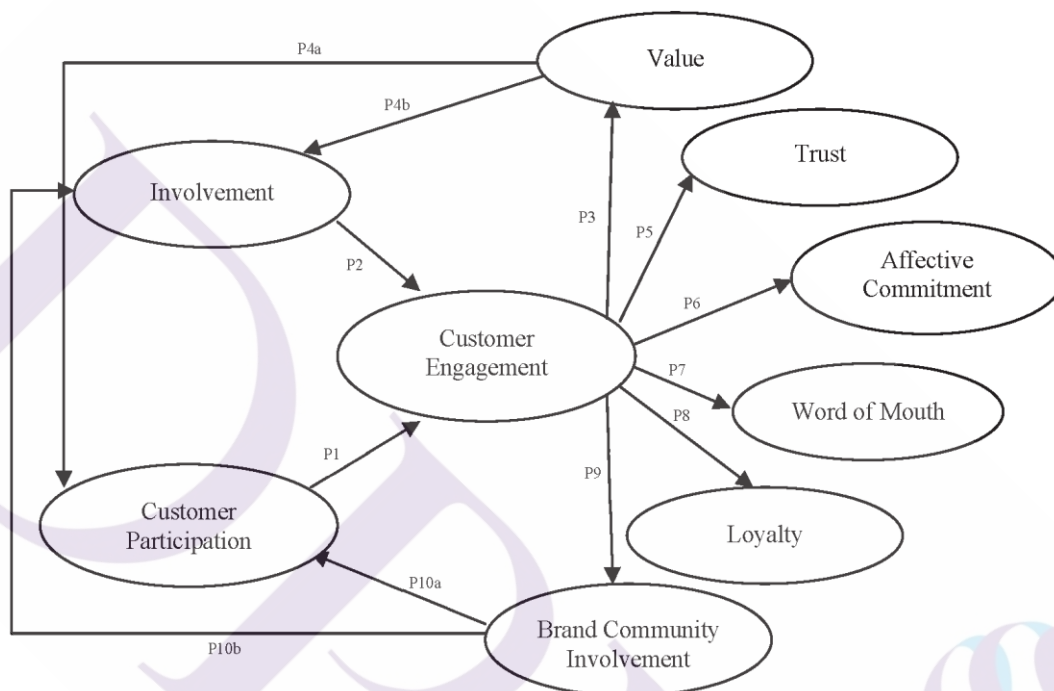 P4a
Value
P4b
Trust
Involvement
P3
P5
P2
Affective
Commitment
P6
Customer
Engagement
P7
Word of Mouth
P8
P1
P9
Customer
Participation
Loyalty
P10a
Brand Community
Involvement
P10b